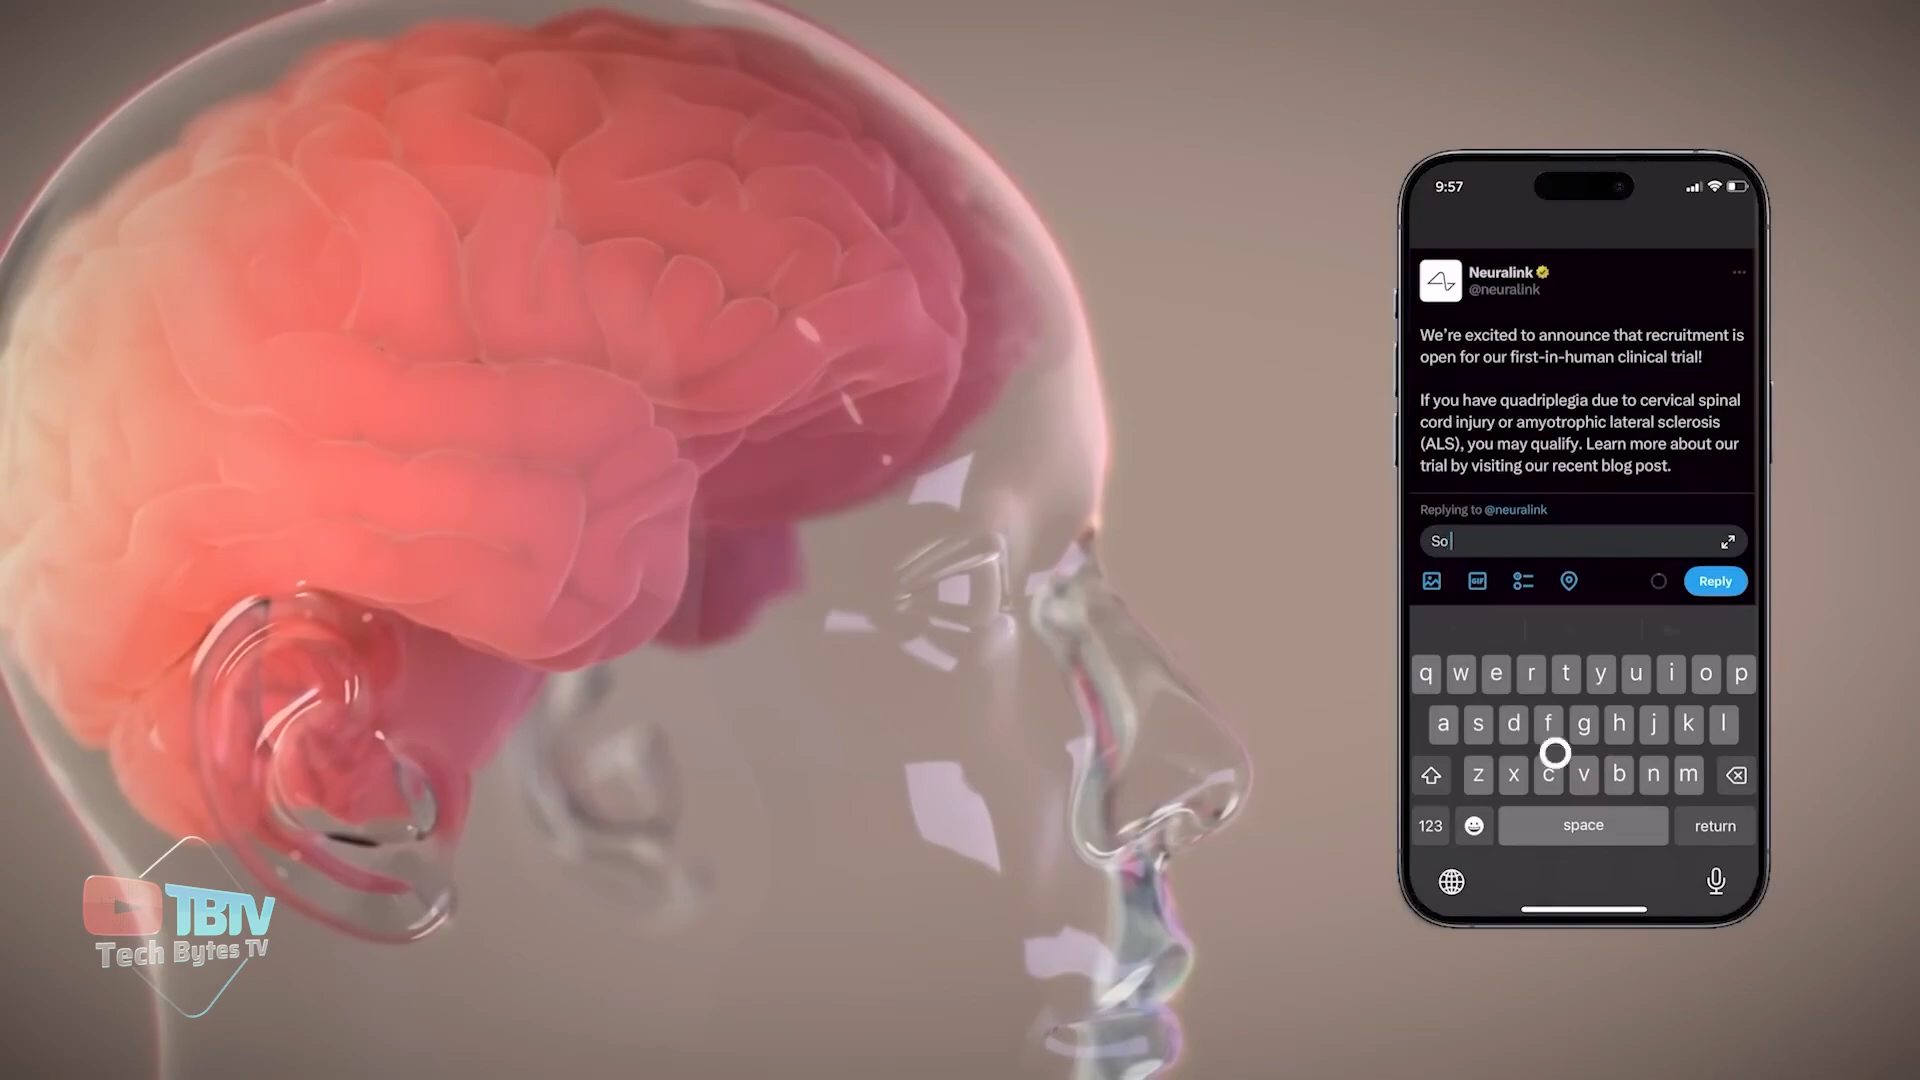 9:57
Neuralink
@neuralink
We're excited to announce that recruitment is
open for our first-in-human clinical trial!
If you have quadriplegia due to cervical spinal
cord injury or amyotrophic lateral sclerosis
(ALS), you may qualify. Learn more about our
trial by visiting our recent blog post.
Replying to @neuralink
So
GIF
Reply
q w e r t y u i o p
a s d f g h j k l
z x c v b n m
123 space return
TBTV
Tech Bytes TV